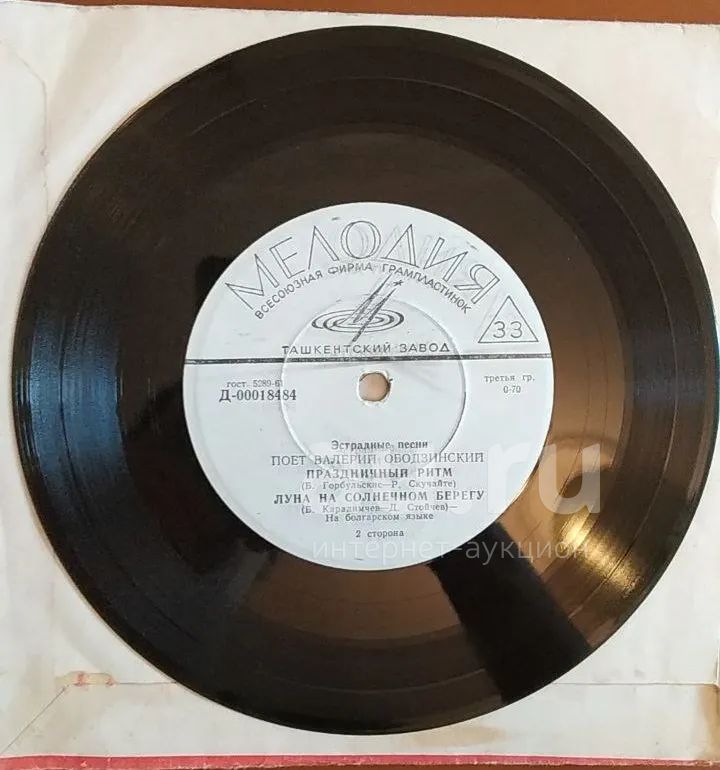 МЕЛОДИЯ
ВСЕСОЮЗНАЯ ФИРМА ГРАМПЛАСТИНОК
33
ТАШКЕНТСКИЙ ЗАВОД
гост 5289-61
Д-00018484
третья гр.
0-70
Эстрадные песни
ПОЕТ ВАЛЕРИЙ ОБОДЗИНСКИЙ
ПРАЗДНИЧНЫЙ РИТМ
(Б. Горбульскис—Р. Скучайте)
ЛУНА НА СОЛНЕЧНОМ БЕРЕГУ
(Б. Карадимчев—Д. Стойчев)—
На болгарском языке
2 сторона
.ru
интернет-аукцион